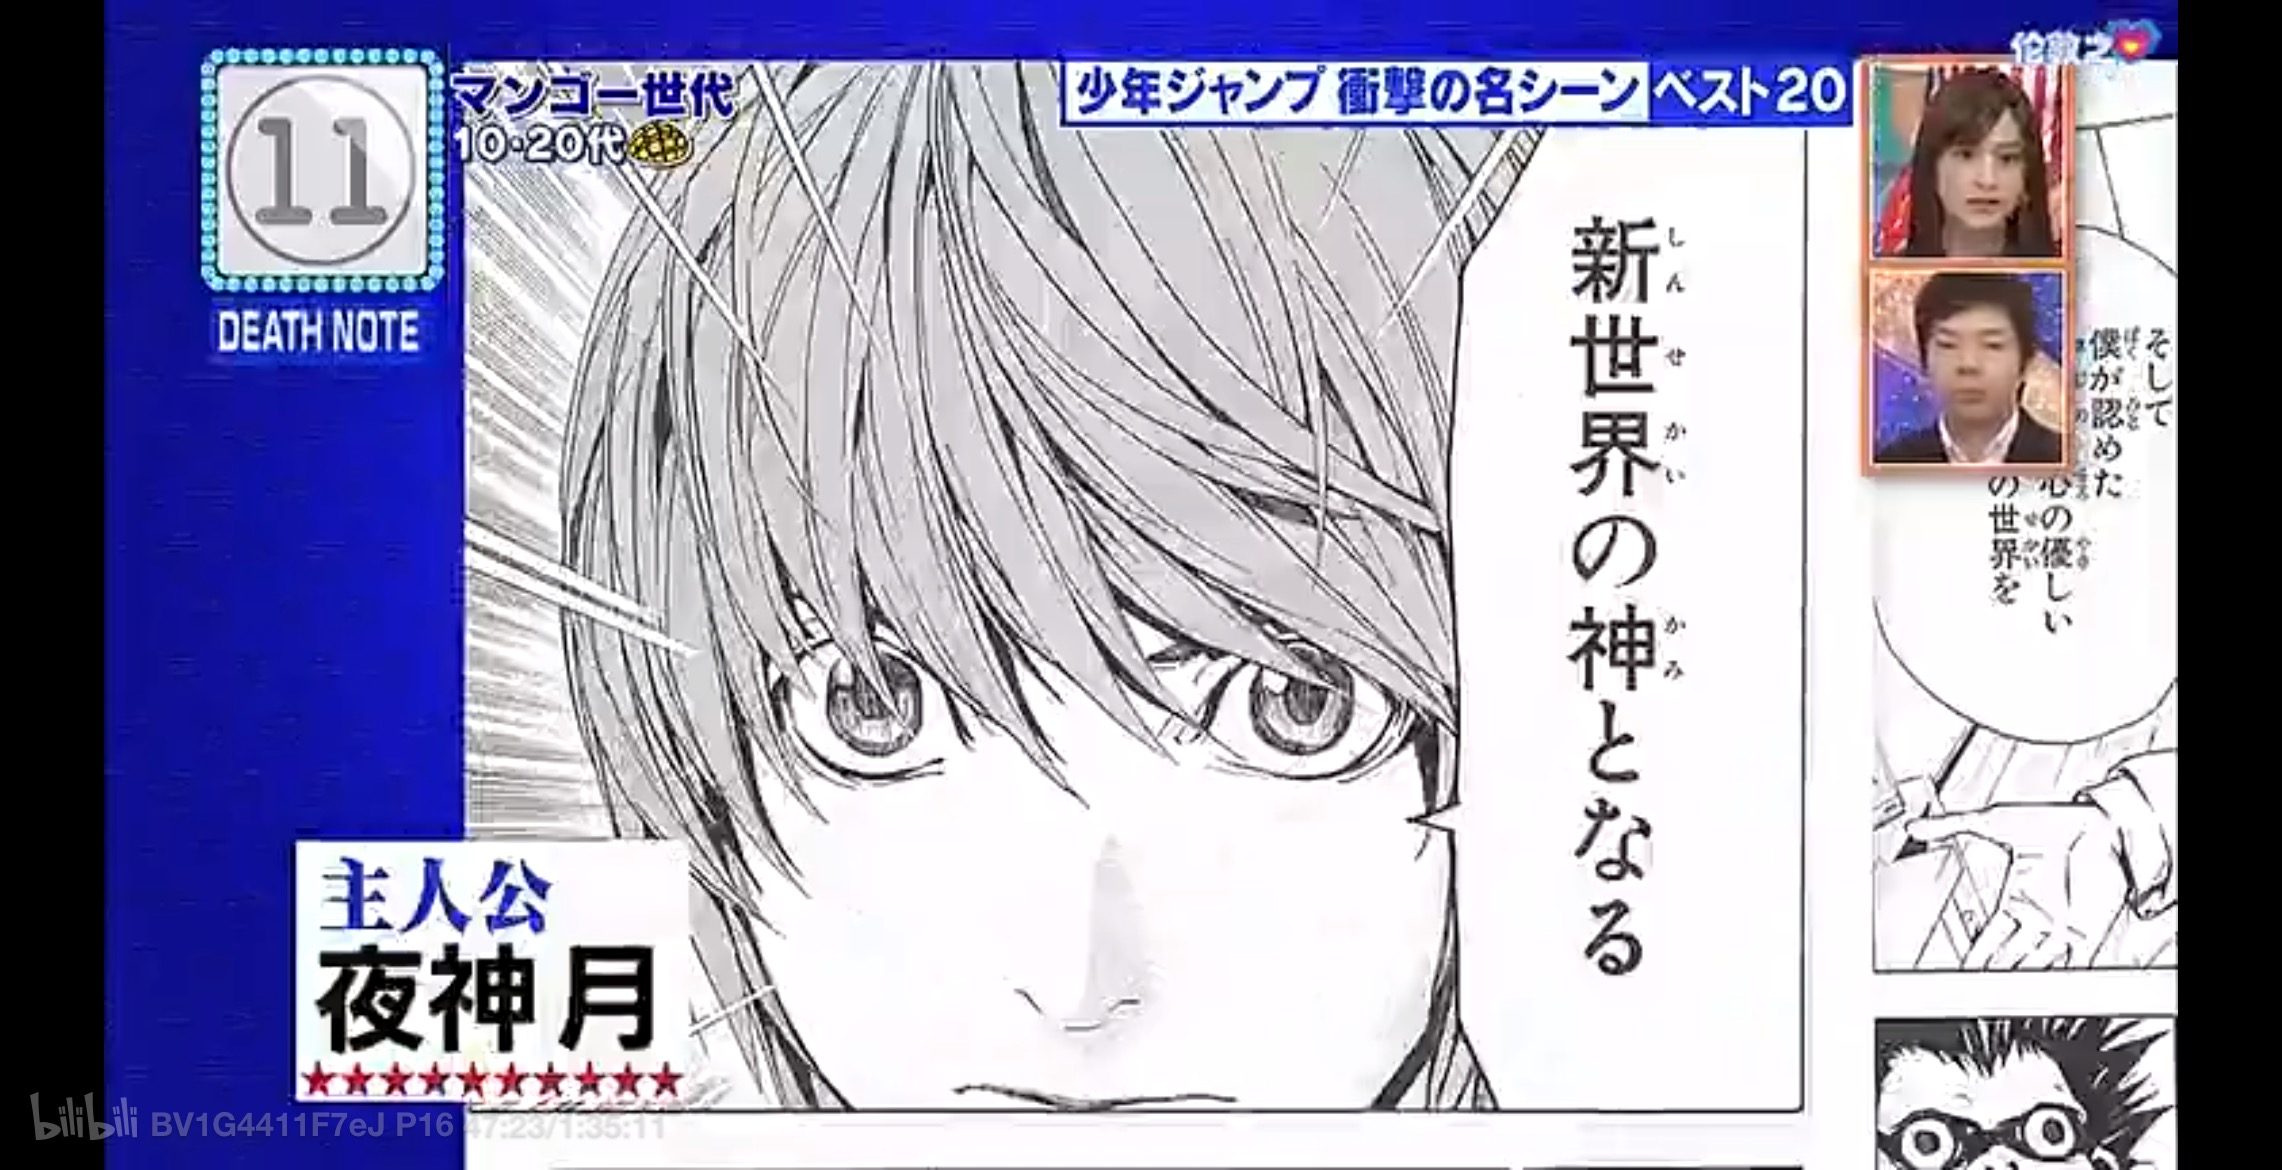 11
DEATH NOTE
マンゴー世代
10・20代
少年ジャンプ 衝撃の名シーン ベスト20
伦敦之
そして
僕が認めた
心の優しい
の世界を
新世界の神となる
主人公
夜神月
bilibili BV1G4411F7eJ P16 47:23/1:35:11